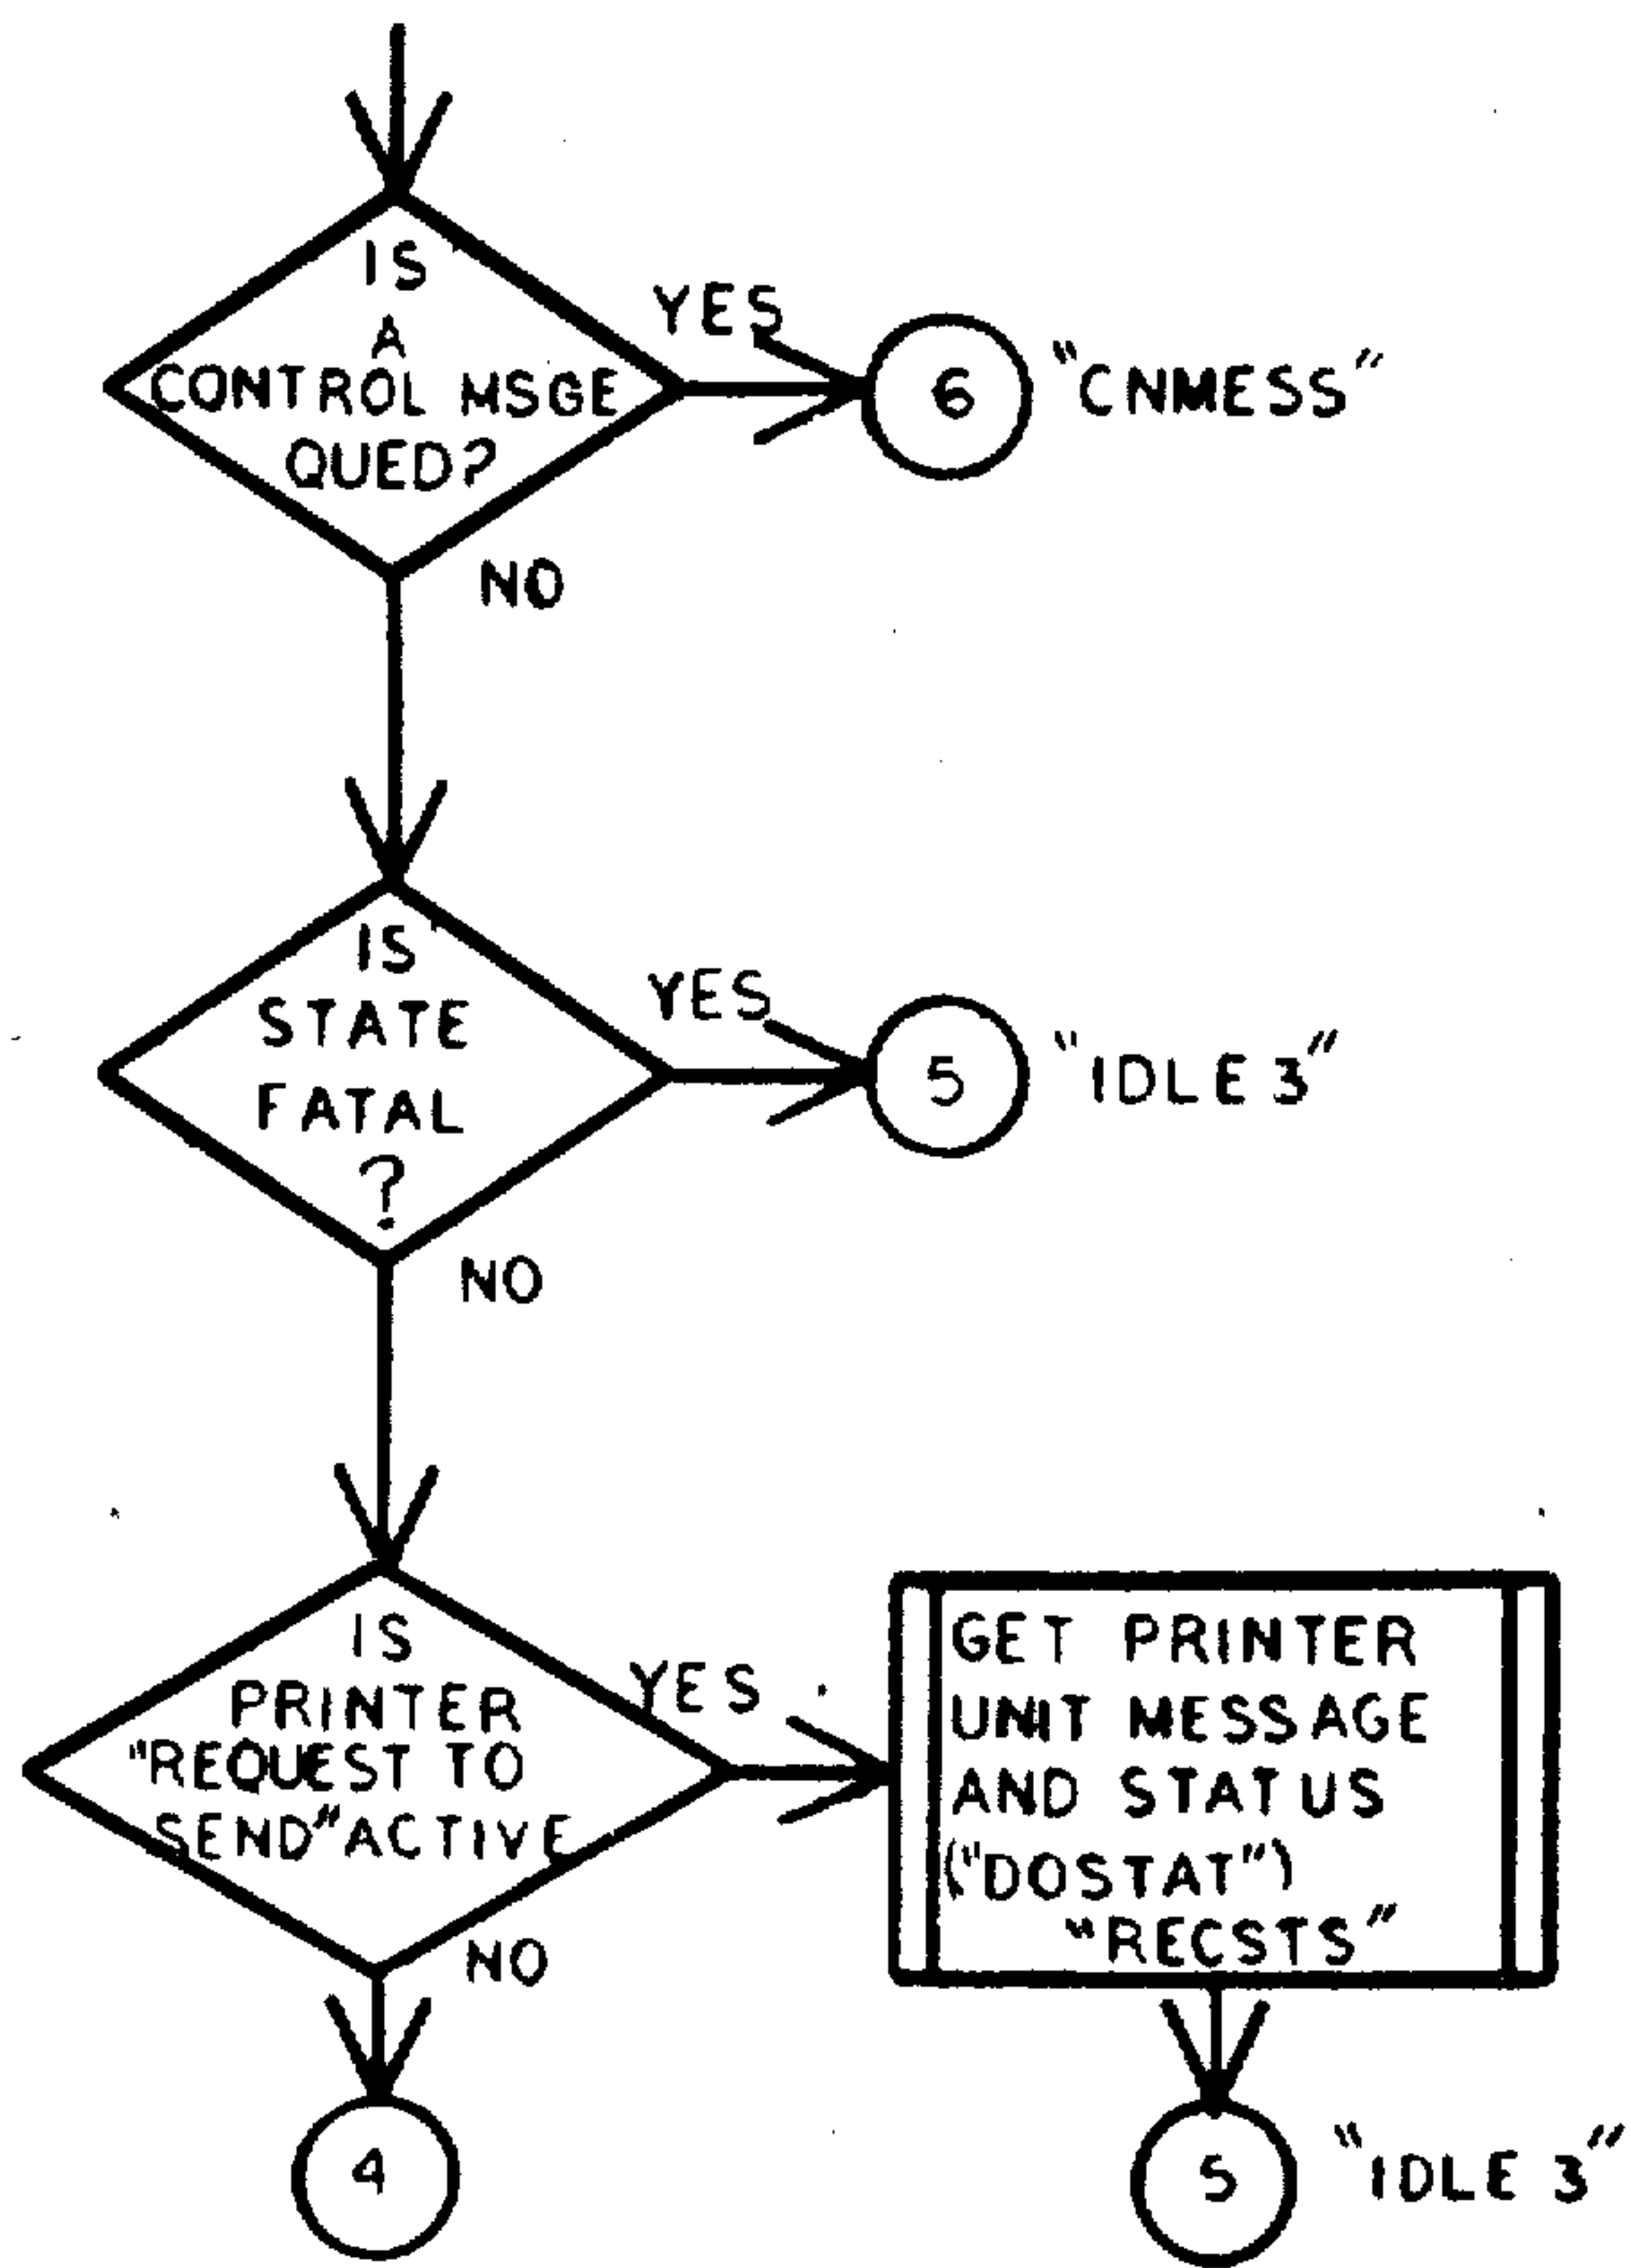 IS
A
CONTROL MSGE
QUED?
YES
6
"CNMESS"
NO
IS
STATE
FATAL
?
YES
5
"IDLE 3"
NO
IS
PRINTER
"REQUEST TO
SEND" ACTIVE
YES
GET PRINTER
UNIT MESSAGE
AND STATUS
("DOSTAT")
"RECSTS"
NO
4
5
"IDLE 3"